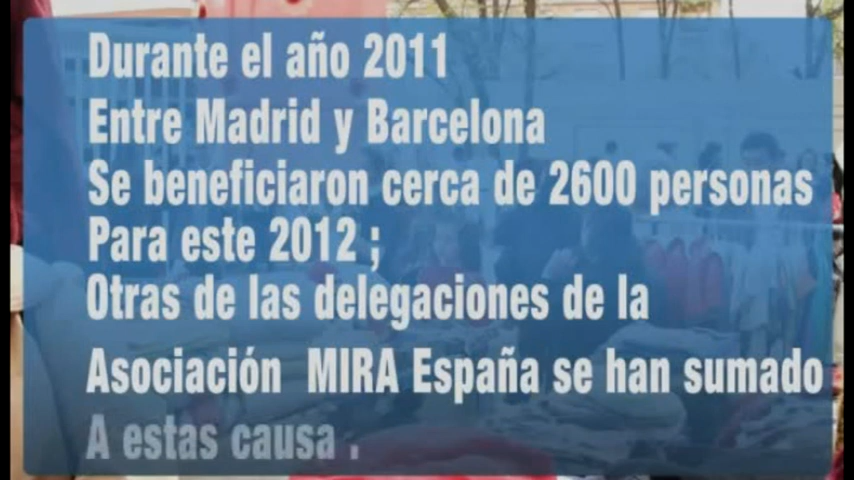 Durante el año 2011
Entre Madrid y Barcelona
Se beneficiaron cerca de 2600 personas
Para este 2012 ;
Otras de las delegaciones de la
Asociación MIRA España se han sumado
A estas causa .